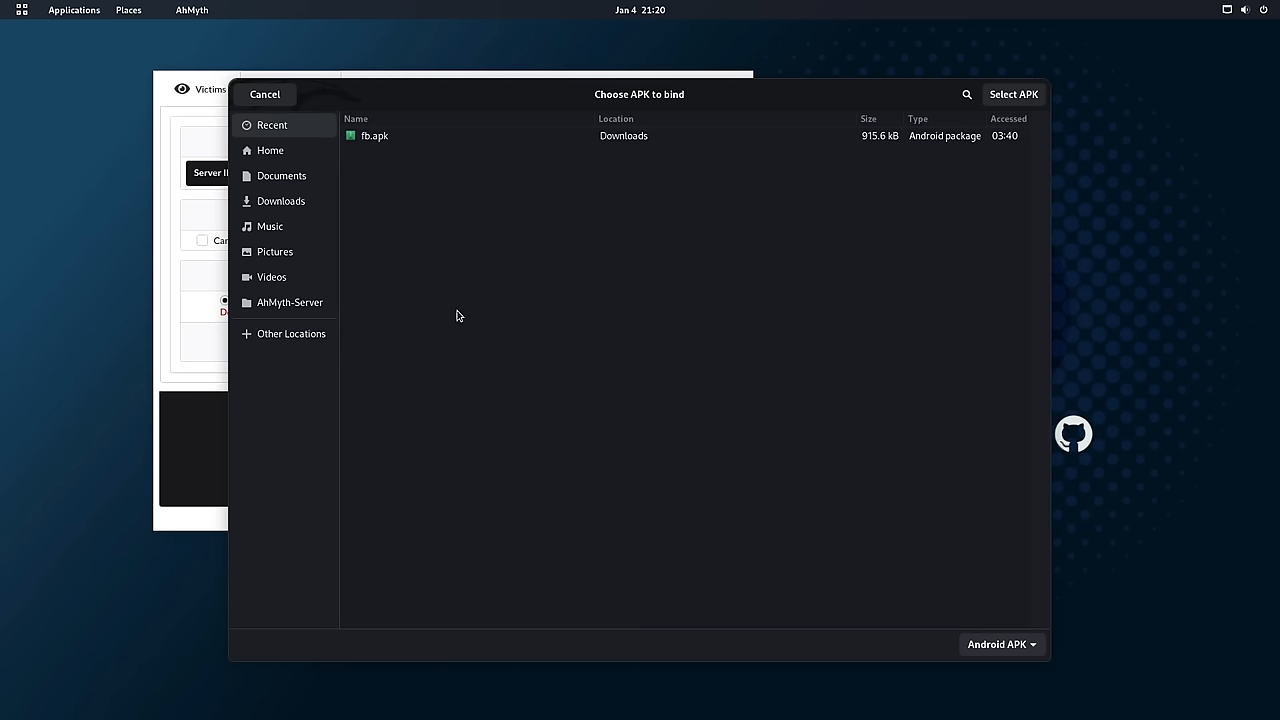 Applications Places AhMyth Jan 4 21:20
Victims
Cancel Choose APK to bind Select APK
Name Location Size Type Accessed
fb.apk Downloads 915.6 kB Android package 03:40
Recent
Home
Documents
Downloads
Music
Pictures
Videos
AhMyth-Server
Other Locations
Server
Android APK